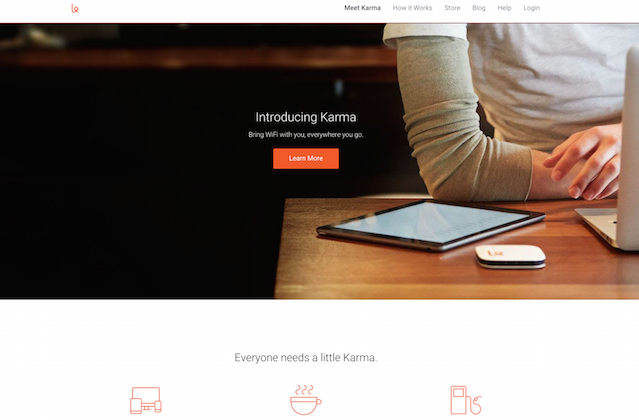 Meet Karma How it Works Store Blog Help Login
Introducing Karma
Bring WiFi with you, everywhere you go.
Learn More
Everyone needs a little Karma.